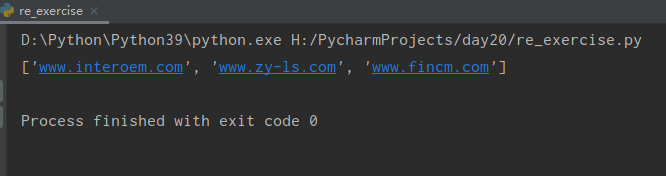 re_exercise ×
D:\Python\Python39\python.exe H:/PycharmProjects/day20/re_exercise.py
['www.interoem.com', 'www.zy-ls.com', 'www.fincm.com']
Process finished with exit code 0